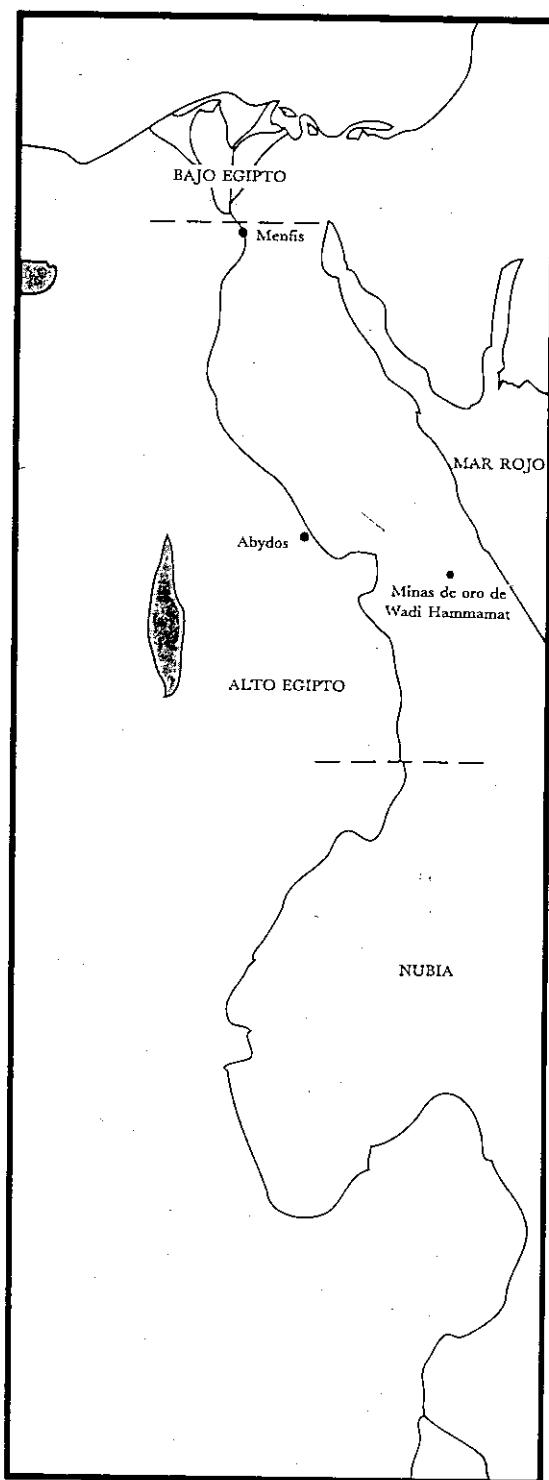 BAJO EGIPTO
Menfis
MAR ROJO
Abydos
Minas de oro de
Wadi Hammamat
ALTO EGIPTO
NUBIA